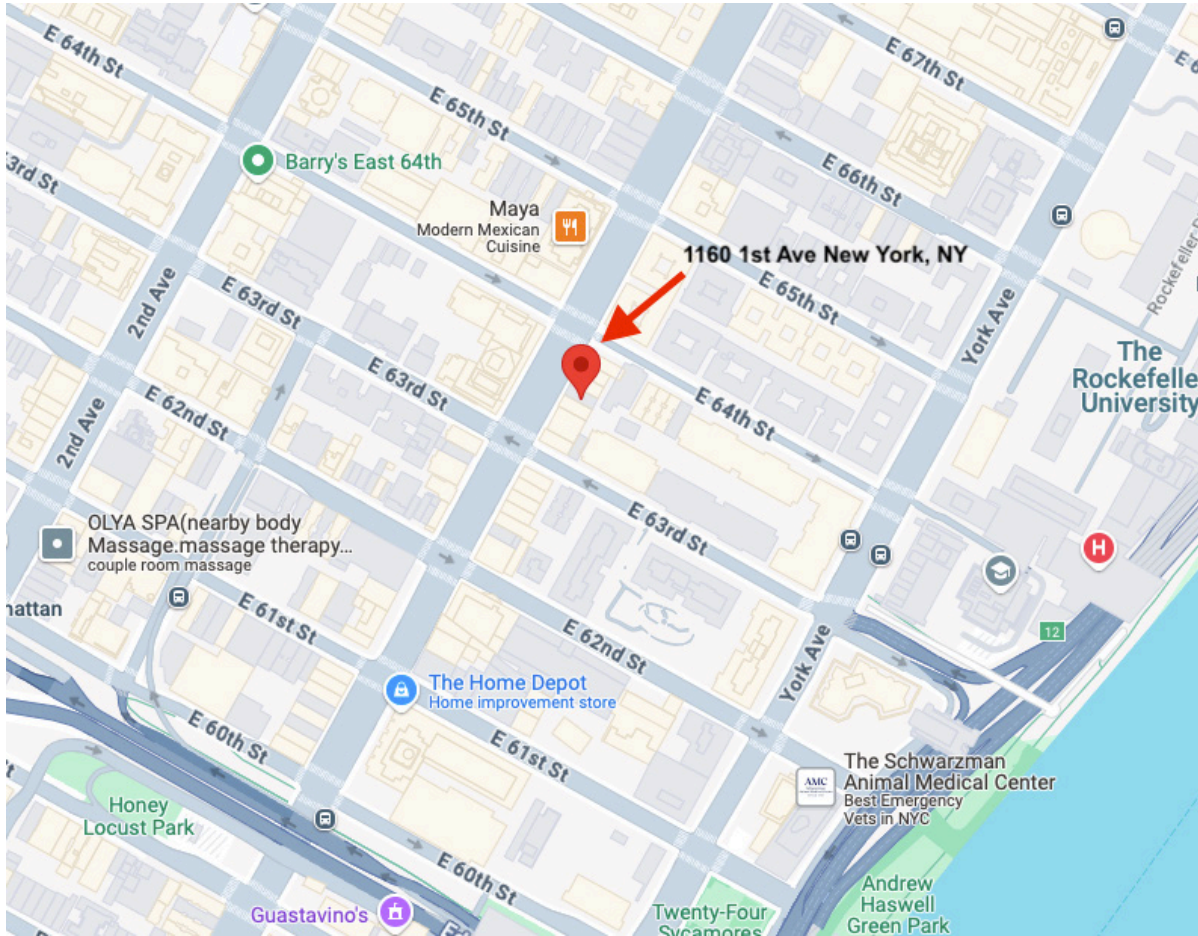 E 64th St
E 67th St
E 65th St
E 66th St
3rd St
Barry's East 64th
Maya
Modern Mexican
Cuisine
1160 1st Ave New York, NY
2nd Ave
E 63rd St
E 65th St
York Ave
The
Rockefelle
University
E 63rd St
E 64th St
2nd Ave
E 62nd St
OLYA SPA(nearby body
Massage.massage therapy...
couple room massage
E 63rd St
H
hattan
E 61st St
E 62nd St
12
York Ave
The Home Depot
Home improvement store
E 60th St
E 61st St
AMC
The Schwarzman
Animal Medical Center
Best Emergency
Vets in NYC
Honey
Locust Park
E 60th St
Guastavino's
Andrew
Haswell
Green Park
Twenty-Four
Sycamores